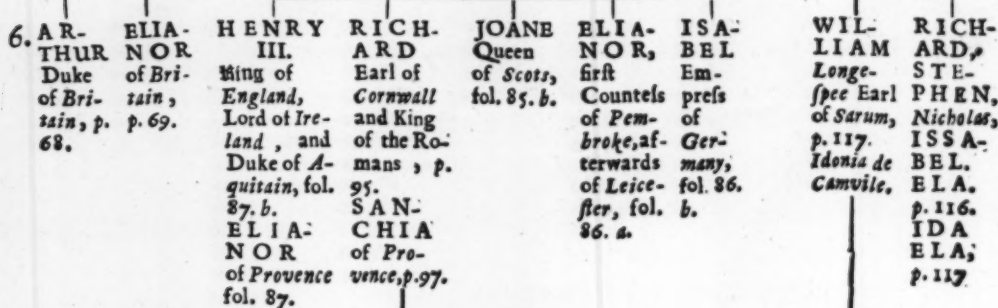 6.
AR-
THUR
Duke
of Bri-
tain, p.
68.
ELIA-
NOR
of Bri-
tain,
p. 69.
HENRY
III.
King of
England,
Lord of Ire-
land, and
Duke of A-
quitain, fol.
87. b.
ELIA-
NOR
of Provence
fol. 87.
RICH-
ARD
Earl of
Cornwall
and King
of the Ro-
mans, p.
95.
SAN-
CHIA
of Pro-
vence, p.97.
JOANE
Queen
of Scots,
fol. 85. b.
ELIA-
NOR,
firſt
Counteſs
of Pem-
broke, af-
terwards
of Leice-
ſter, fol.
86. a.
ISA-
BEL
Em-
preſs
of
Ger-
many,
fol. 86.
b.
WIL-
LIAM
Longe-
ſpee Earl
of Sarum,
p. 117.
Idonia de
Camvile.
RICH-
ARD,
STE-
PHEN,
Nicholas,
ISSA-
BEL.
ELA.
p. 116.
IDA
ELA,
p. 117